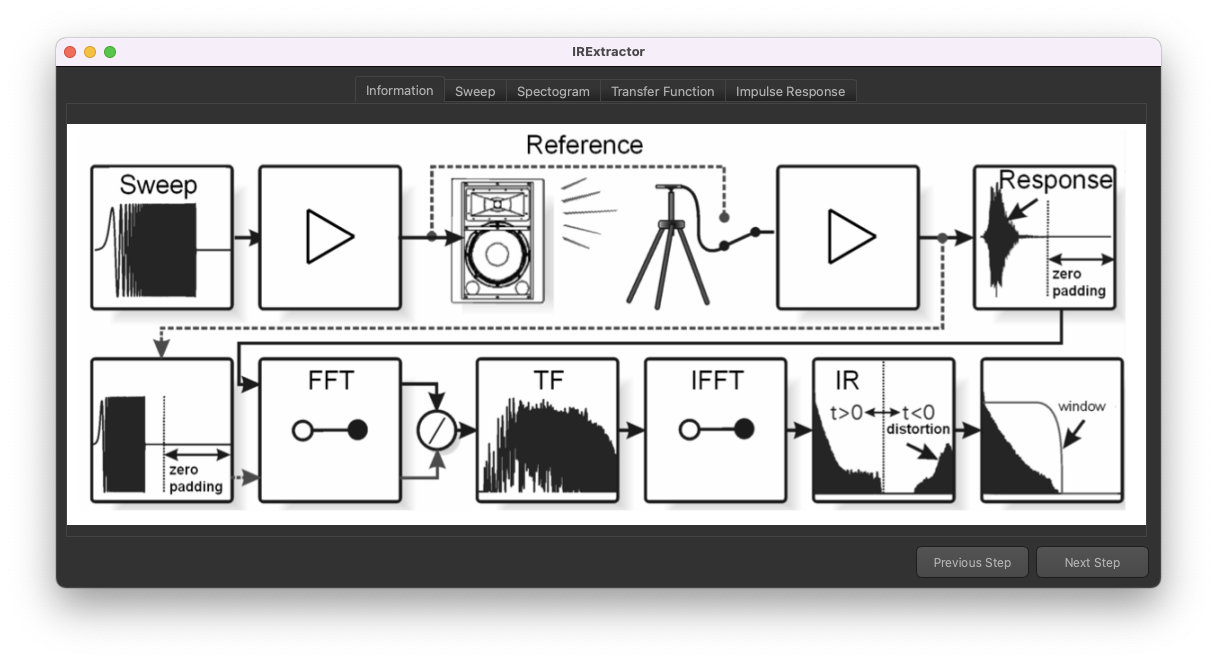 IRExtractor
Information
Sweep
Spectogram
Transfer Function
Impulse Response
Reference
Sweep
Response
zero
padding
zero
padding
FFT
TF
IFFT
IR
t>0
t<0
distortion
window
Previous Step
Next Step